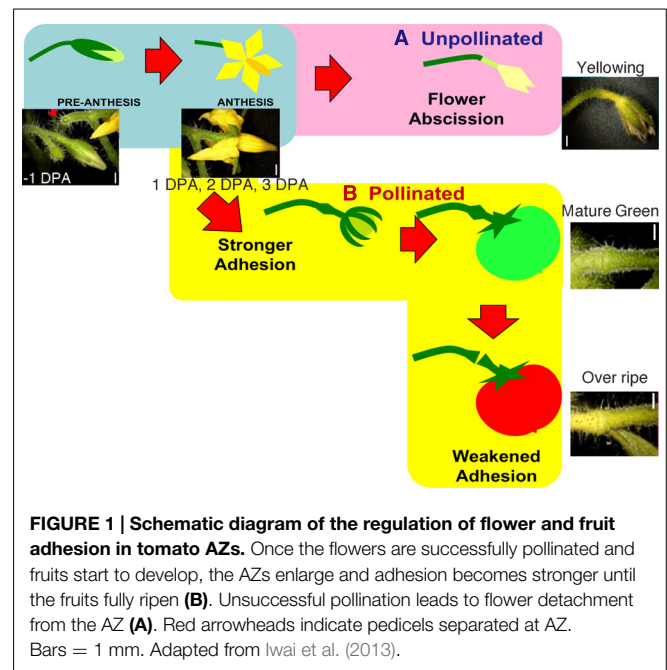 A Unpollinated
Yellowing
PRE-ANTHESIS
ANTHESIS
Flower
Abscission
-1 DPA
1 DPA, 2 DPA, 3 DPA
B Pollinated
Mature Green
Stronger
Adhesion
Over ripe
Weakened
Adhesion
FIGURE 1 | Schematic diagram of the regulation of flower and fruit
adhesion in tomato AZs. Once the flowers are successfully pollinated and
fruits start to develop, the AZs enlarge and adhesion becomes stronger until
the fruits fully ripen (B). Unsuccessful pollination leads to flower detachment
from the AZ (A). Red arrowheads indicate pedicels separated at AZ.
Bars = 1 mm. Adapted from Iwai et al. (2013).